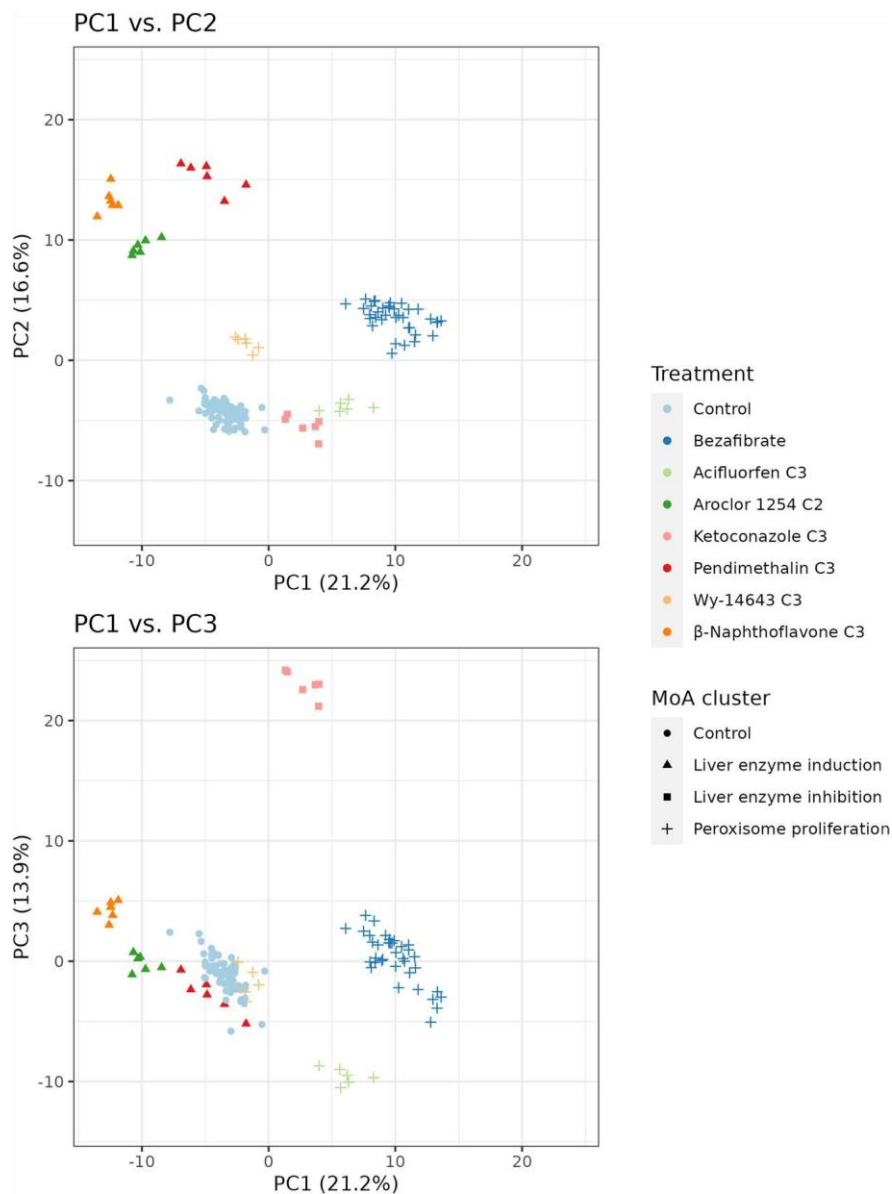 PC1 vs. PC2
20
10
0
-10
PC2 (16.6%)
-10 0 10 20
PC1 (21.2%)
PC1 vs. PC3
20
10
0
-10
PC3 (13.9%)
-10 0 10 20
PC1 (21.2%)
Treatment
Control
Bezafibrate
Acifluorfen C3
Aroclor 1254 C2
Ketoconazole C3
Pendimethalin C3
Wy-14643 C3
β-Naphthoflavone C3
MoA cluster
Control
Liver enzyme induction
Liver enzyme inhibition
Peroxisome proliferation